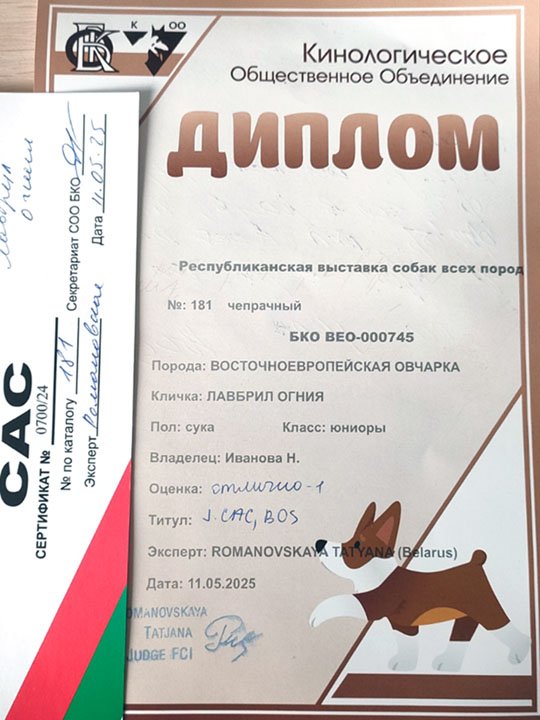 К ОО
Кинологическое
Общественное Объединение
ДИПЛОМ
Республиканская выставка собак всех пород
№: 181 чепрачный
БКО ВЕО-000745
Порода: ВОСТОЧНОЕВРОПЕЙСКАЯ ОВЧАРКА
Кличка: ЛАВБРИЛ ОГНИЯ
Пол: сука Класс: юниоры
Владелец: Иванова Н.
Оценка: отлично-1
Титул: J.CAC, BOS
Эксперт: ROMANOVSKAYA TATYANA (Belarus)
Дата: 11.05.2025
OMANOVSKAYA
TATJANA
JUDGE FCI
CAC
СЕРТИФИКАТ № 0700/24
№ по каталогу 181
Эксперт Романовская
Секретариат СОО БКО
Дата 11.05.25